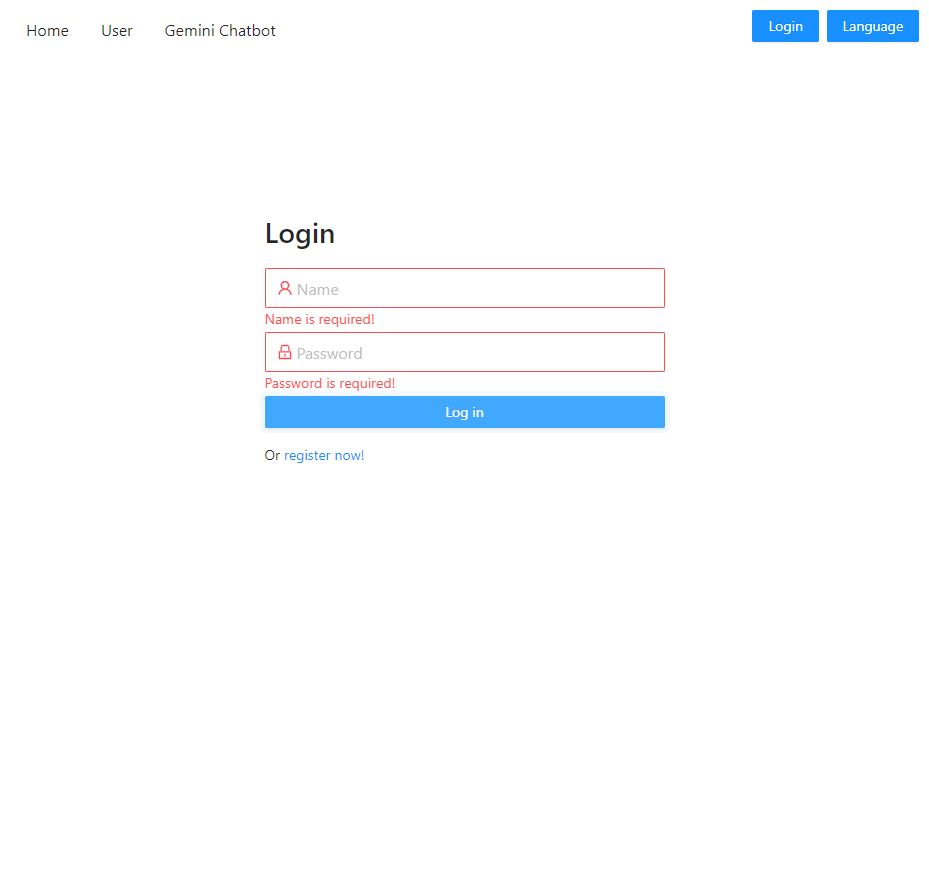 Home User Gemini Chatbot Login Language
Login
Name
Name is required!
Password
Password is required!
Log in
Or register now!